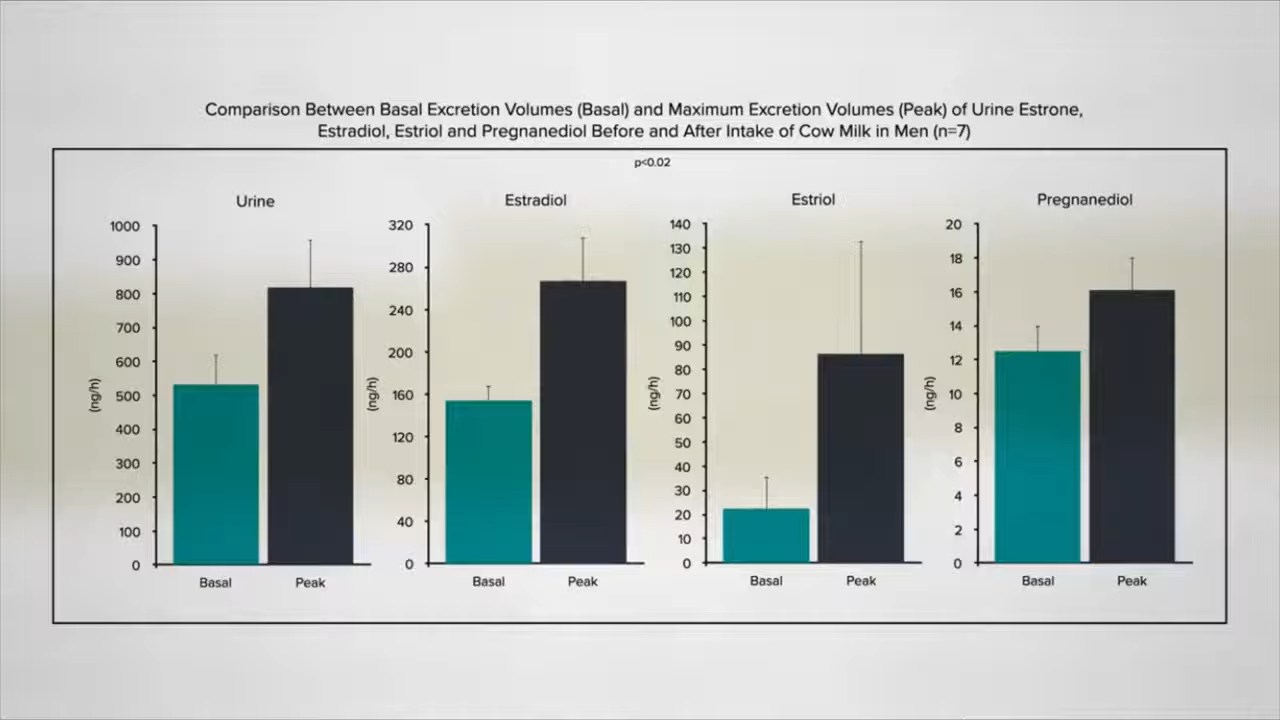 Comparison Between Basal Excretion Volumes (Basal) and Maximum Excretion Volumes (Peak) of Urine Estrone,
Estradiol, Estriol and Pregnanediol Before and After Intake of Cow Milk in Men (n=7)
p<0.02
Urine
1000
900
800
700
600
500
400
300
200
100
0
(ng/h)
Basal
Peak
Estradiol
320
280
240
200
160
120
80
40
0
(ng/h)
Basal
Peak
Estriol
140
130
120
110
100
90
80
70
60
50
40
30
20
10
0
(ng/h)
Basal
Peak
Pregnanediol
20
18
16
14
12
10
8
6
4
2
0
(ng/h)
Basal
Peak